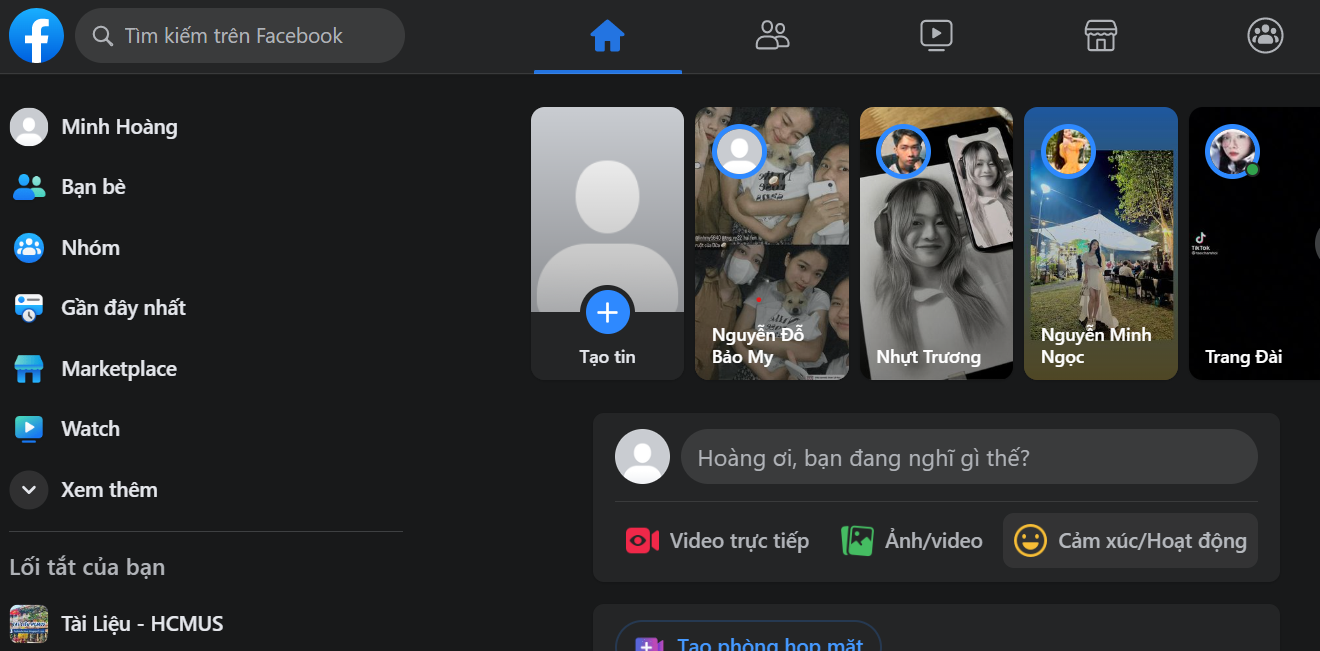 Tìm kiếm trên Facebook
Minh Hoàng
Bạn bè
Nhóm
Gần đây nhất
Marketplace
Watch
Xem thêm
Lối tắt của bạn
Tài Liệu - HCMUS
Tạo tin
Nguyễn Đỗ
Bảo My
Nhựt Trương
Nguyễn Minh
Ngọc
TikTok
Trang Đài
Hoàng ơi, bạn đang nghĩ gì thế?
Video trực tiếp
Ảnh/video
Cảm xúc/Hoạt động
Tạo phòng họp mặt